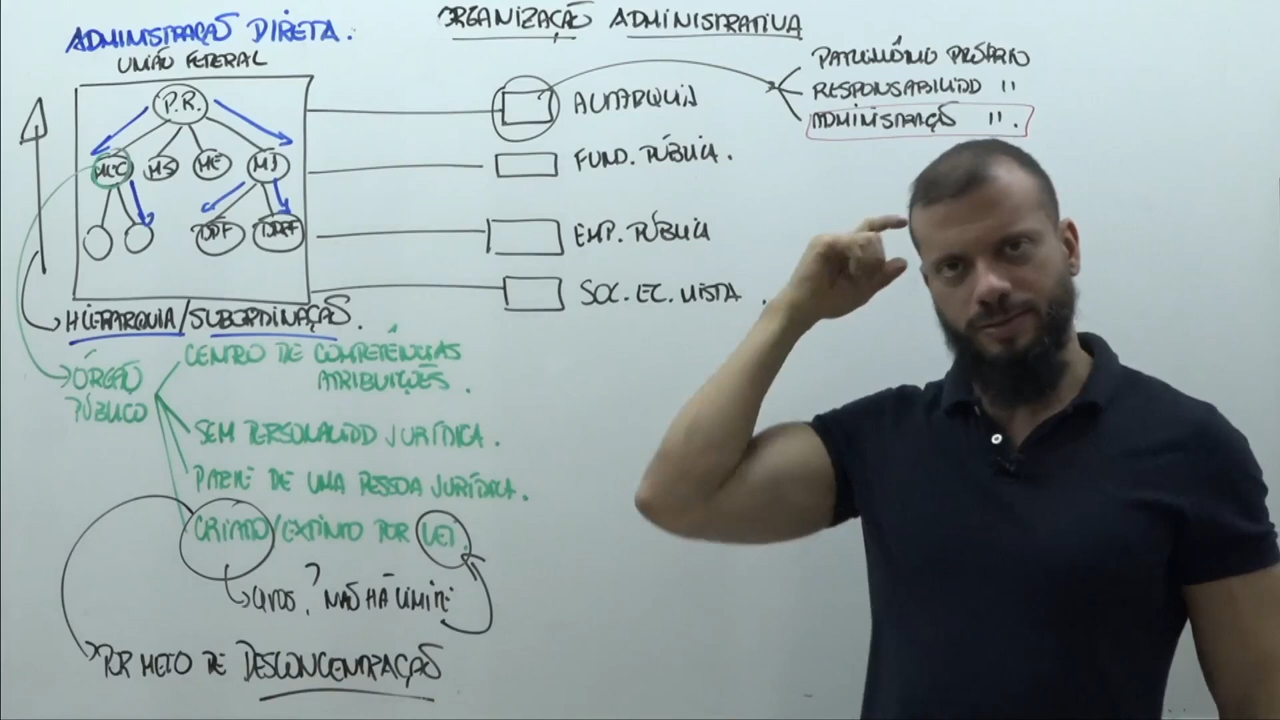 ORGANIZAÇÃO ADMINISTRATIVA
ADMINISTRAÇÃO DIRETA.
UNIÃO FEDERAL
P.R.
MEC MS ME MJ
DPF DPRF
HIERARQUIA/SUBORDINAÇÃO.
AUTARQUIA
FUND. PÚBLICA.
EMP. PÚBLICA
SOC. EC. MISTA.
PATRIMÔNIO PRÓPRIO
RESPONSABILIDD "
ADMINISTRAÇÃO ".
ÓRGÃO
PÚBLICO
CENTRO DE COMPETÊNCIAS
ATRIBUIÇÕES.
SEM PERSONALIDD JURÍDICA.
PARTE DE UMA PESSOA JURÍDICA.
CRIADO/EXTINTO POR LEI.
? NÃO HÁ LIMITE
POR MEIO DE DESCONCENTRAÇÃO